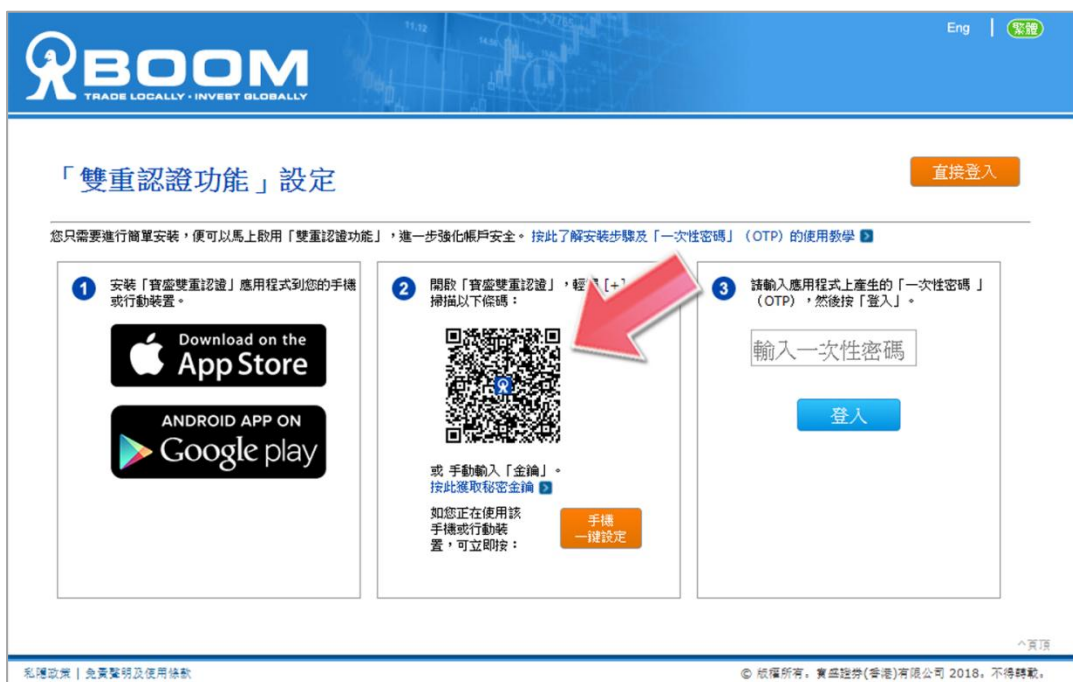 Eng | 繁體
BOOM
TRADE LOCALLY · INVEST GLOBALLY
「雙重認證功能」設定
直接登入
您只需要進行簡單安裝，便可以馬上啟用「雙重認證功能」，進一步強化帳戶安全。按此了解安裝步驟及「一次性密碼」（OTP）的使用教學
1
安裝「寶盛雙重認證」應用程式到您的手機
或行動裝置。
Download on the
App Store
ANDROID APP ON
Google play
2
開啟「寶盛雙重認證」，輕 [+]
掃描以下條碼：
或 手動輸入「金鑰」。
按此獲取秘密金鑰
如您正在使用該
手機或行動裝
置，可立即按：
手機
一鍵設定
3
請輸入應用程式上產生的「一次性密碼 」
（OTP），然後按「登入」。
輸入一次性密碼
登入
^頁頂
私隱政策 | 免責聲明及使用條款
© 版權所有。寶盛證券(香港)有限公司 2018。不得轉載。